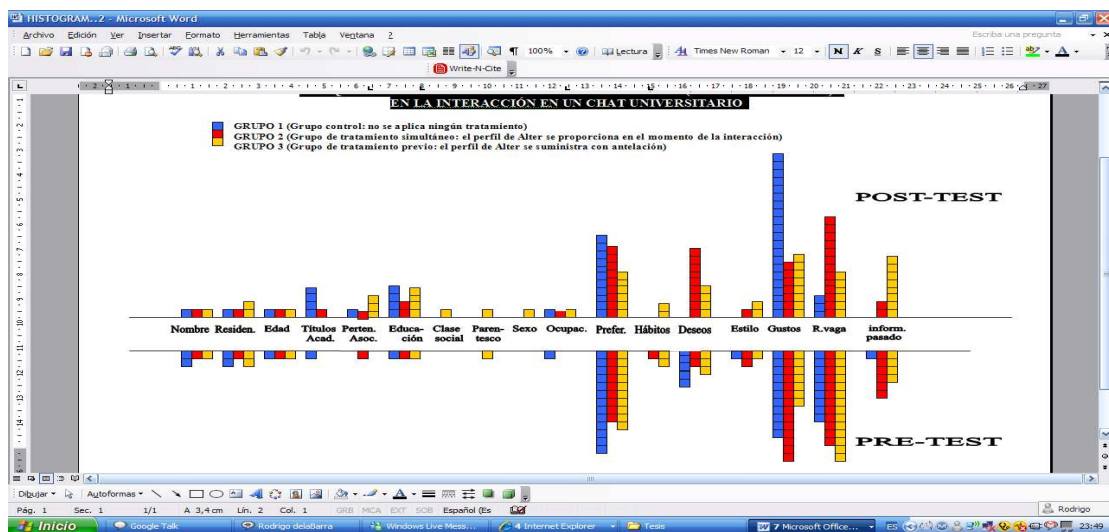 HISTOGRAM..2 - Microsoft Word
Archivo Edición Ver Insertar Formato Herramientas Tabla Ventana ?
Escriba una pregunta
100% Lectura Times New Roman 12 N K S
Write-N-Cite
EN LA INTERACCIÓN EN UN CHAT UNIVERSITARIO
GRUPO 1 (Grupo control: no se aplica ningún tratamiento)
GRUPO 2 (Grupo de tratamiento simultáneo: el perfil de Alter se proporciona en el momento de la interacción)
GRUPO 3 (Grupo de tratamiento previo: el perfil de Alter se suministra con antelación)
POST-TEST
Nombre Residen. Edad Títulos Perten. Educa- Clase Paren- Sexo Ocupac. Prefer. Hábitos Deseos Estilo Gustos R.vaga inform.
Acad. Asoc. ción social tesco pasado
PRE-TEST
Dibujar Autoformas
Pág. 1 Sec. 1 1/1 A 3,4 cm Lín. 2 Col. 1 GRB MCA EXT SOB Español (Es
Rodrigo
Inicio Google Talk Rodrigo delaBarra Windows Live Mess... 4 Internet Explorer Tesis 7 Microsoft Office... ES 23:49